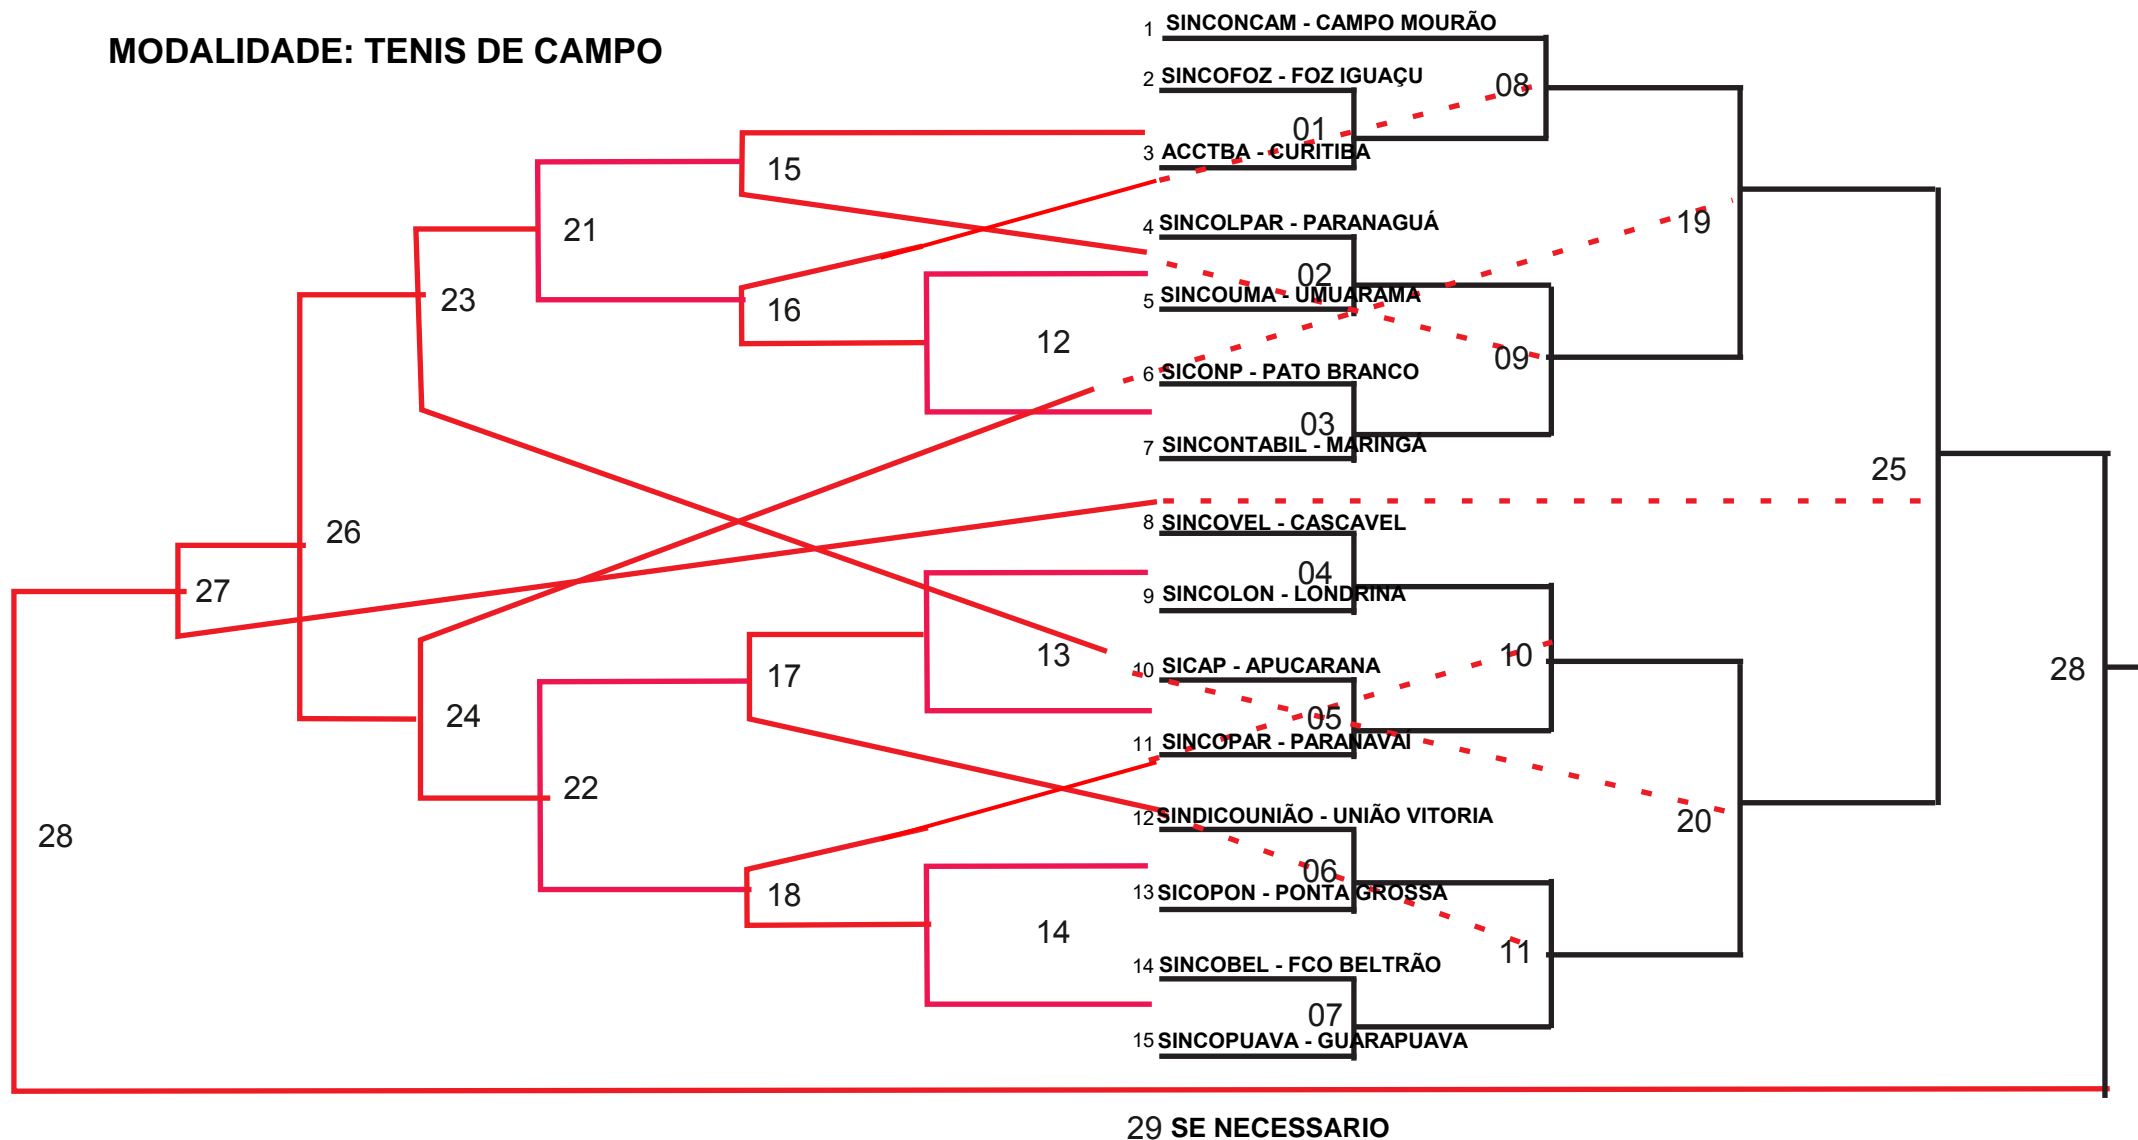 MODALIDADE: TENIS DE CAMPO
1 SINCONCAM - CAMPO MOURÃO
2 SINCOFOZ - FOZ IGUAÇU
08
01
3 ACCTBA - CURITIBA
15
4 SINCOLPAR - PARANAGUÁ
19
21
02
5 SINCOUMA - UMUARAMA
23
16
12
09
6 SICONP - PATO BRANCO
03
7 SINCONTABIL - MARINGÁ
25
8 SINCOVEL - CASCAVEL
26
04
27
9 SINCOLON - LONDRINA
13
10
10 SICAP - APUCARANA
28
17
24
05
11 SINCOPAR - PARANAVAÍ
22
12 SINDICOUNIÃO - UNIÃO VITORIA
20
28
06
13 SICOPON - PONTA GROSSA
18
14
11
14 SINCOBEL - FCO BELTRÃO
07
15 SINCOPUAVA - GUARAPUAVA
29 SE NECESSARIO